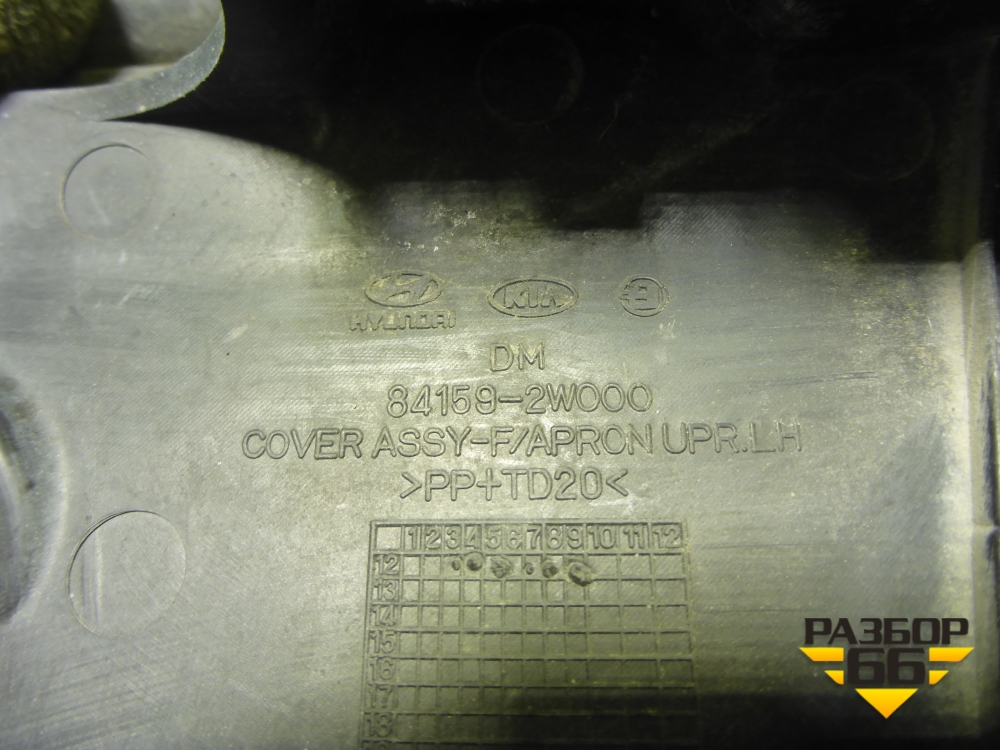 HYUNDAI KIA
DM
84159-2W000
COVER ASSY-F/APRON UPR.LH
>PP+TD20<
1 2 3 4 5 6 7 8 9 10 11 12
12
13
14
15
16
17
18
РАЗБОР
66